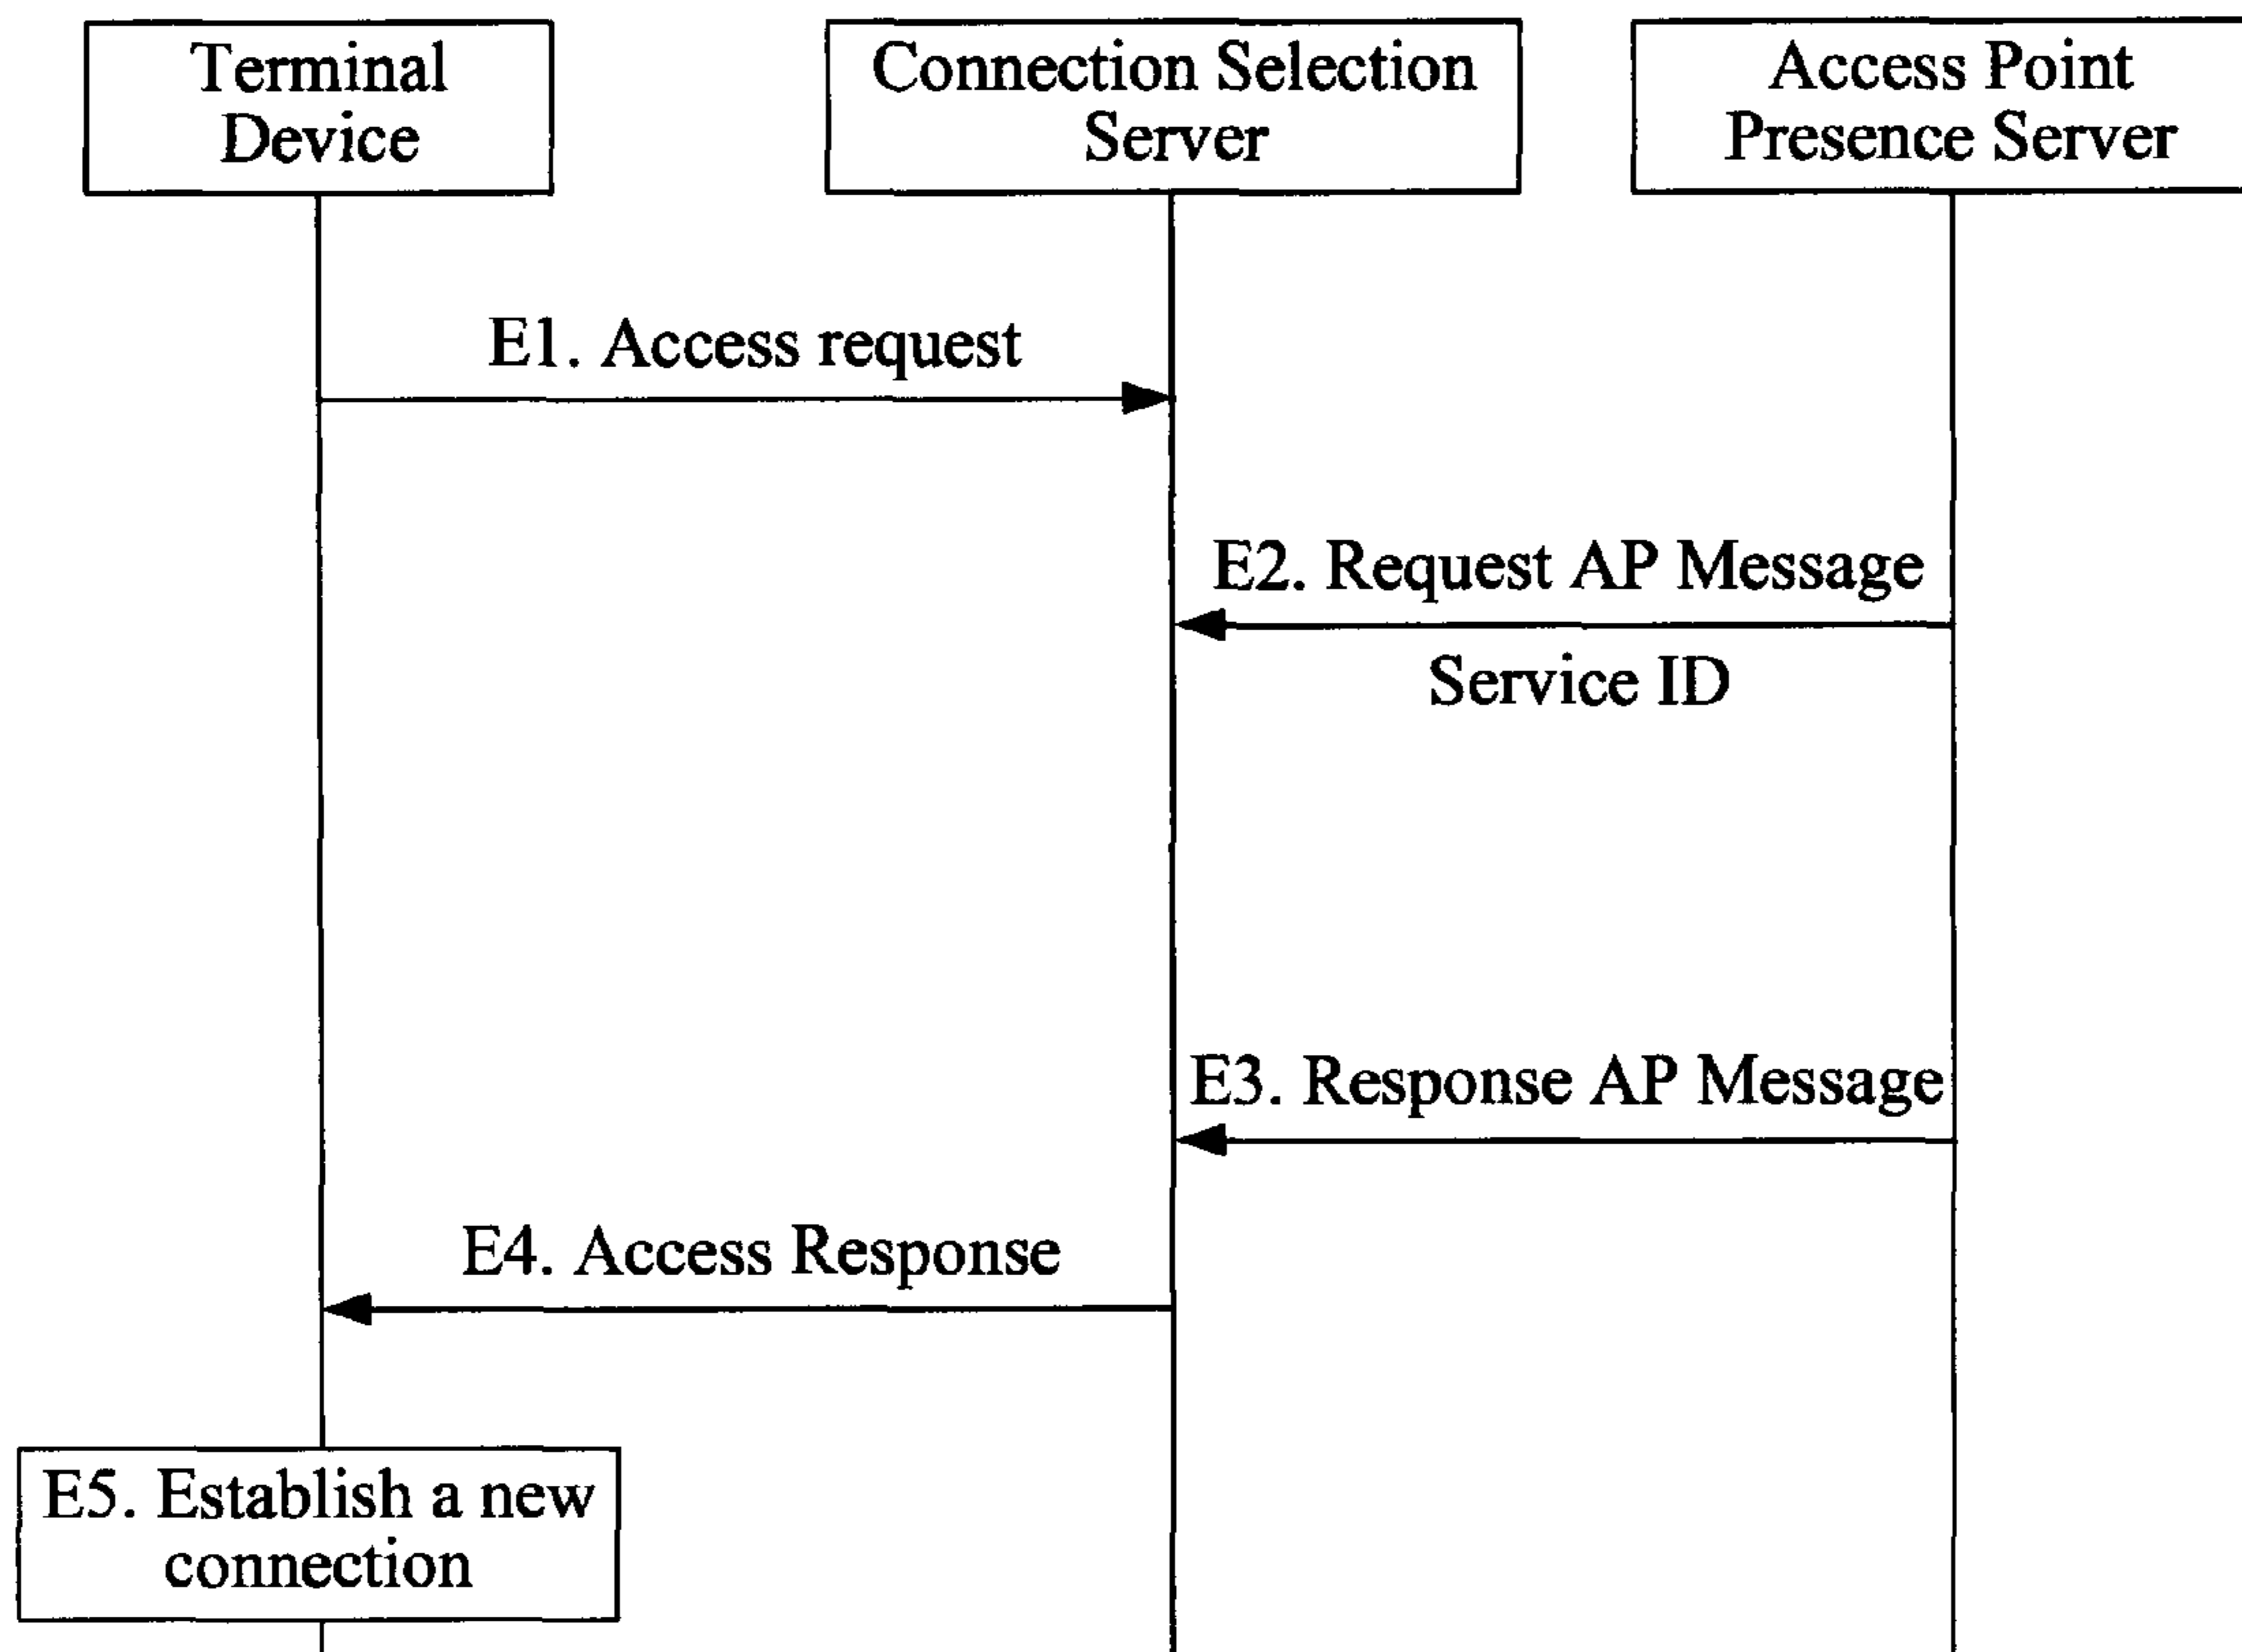 Terminal
Device
Connection Selection
Server
Access Point
Presence Server
E1. Access request
E2. Request AP Message
Service ID
E3. Response AP Message
E4. Access Response
E5. Establish a new
connection